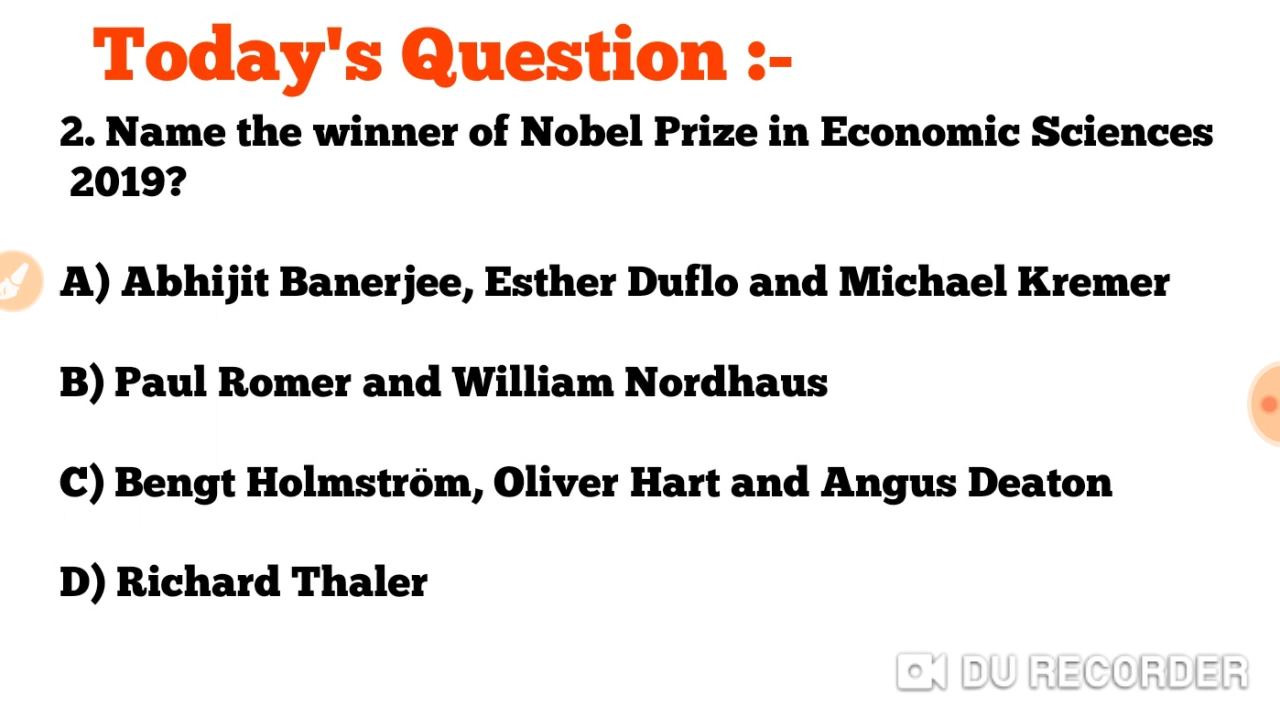 Today's Question :-
2. Name the winner of Nobel Prize in Economic Sciences
2019?
A) Abhijit Banerjee, Esther Duflo and Michael Kremer
B) Paul Romer and William Nordhaus
C) Bengt Holmström, Oliver Hart and Angus Deaton
D) Richard Thaler
DU RECORDER